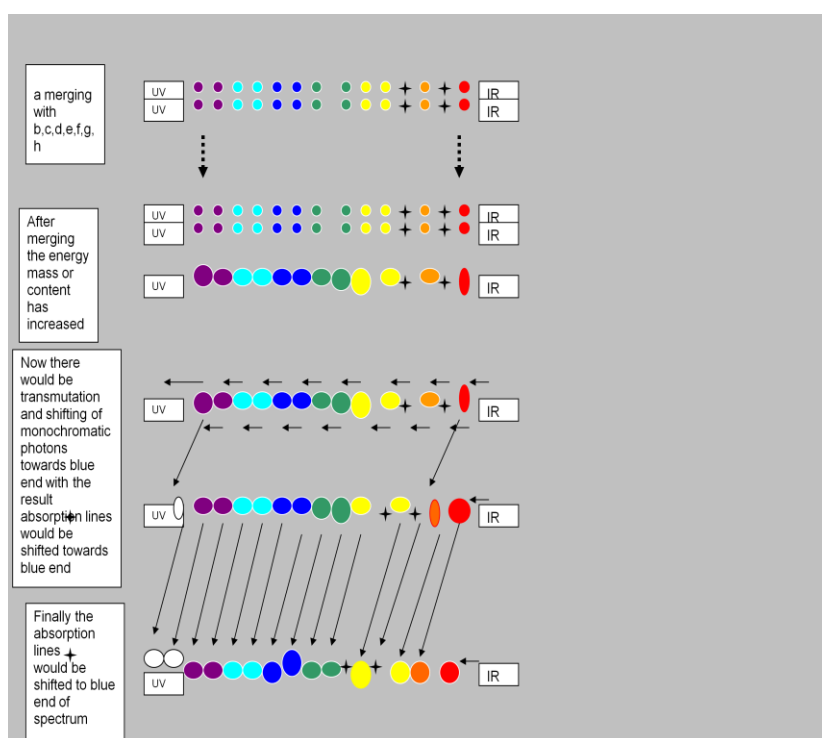 a merging
with
b,c,d,e,f,g,
h
UV
UV
IR
IR
After
merging
the energy
mass or
content
has
increased
UV
UV
IR
IR
UV
IR
Now there
would be
transmutation
and shifting of
monochromatic
photons
towards blue
end with the
result
absorption lines
would be
shifted towards
blue end
UV
IR
UV
IR
Finally the
absorption
lines
would be
shifted to blue
end of
spectrum
UV
IR